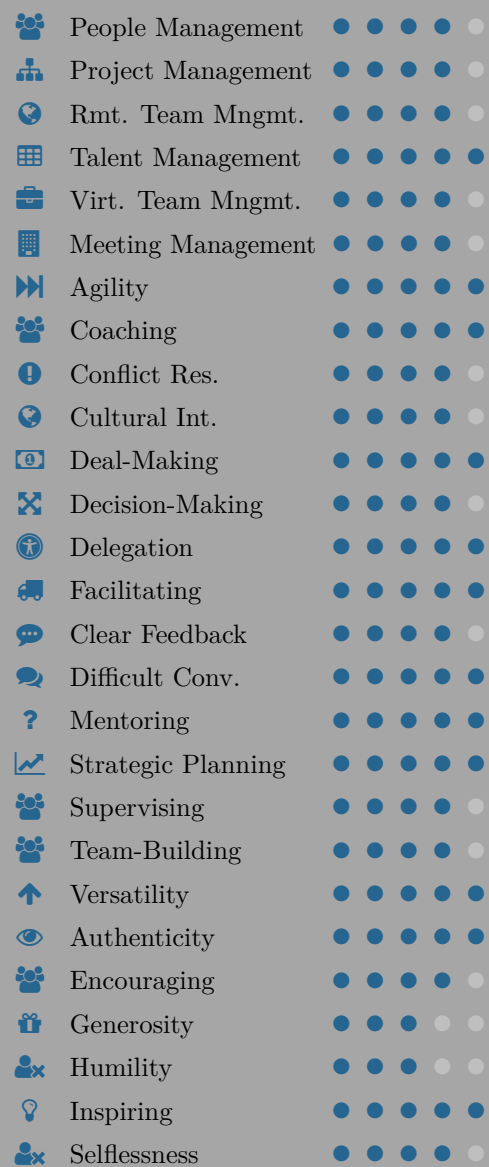 People Management
Project Management
Rmt. Team Mngmt.
Talent Management
Virt. Team Mngmt.
Meeting Management
Agility
Coaching
Conflict Res.
Cultural Int.
Deal-Making
Decision-Making
Delegation
Facilitating
Clear Feedback
Difficult Conv.
Mentoring
Strategic Planning
Supervising
Team-Building
Versatility
Authenticity
Encouraging
Generosity
Humility
Inspiring
Selflessness